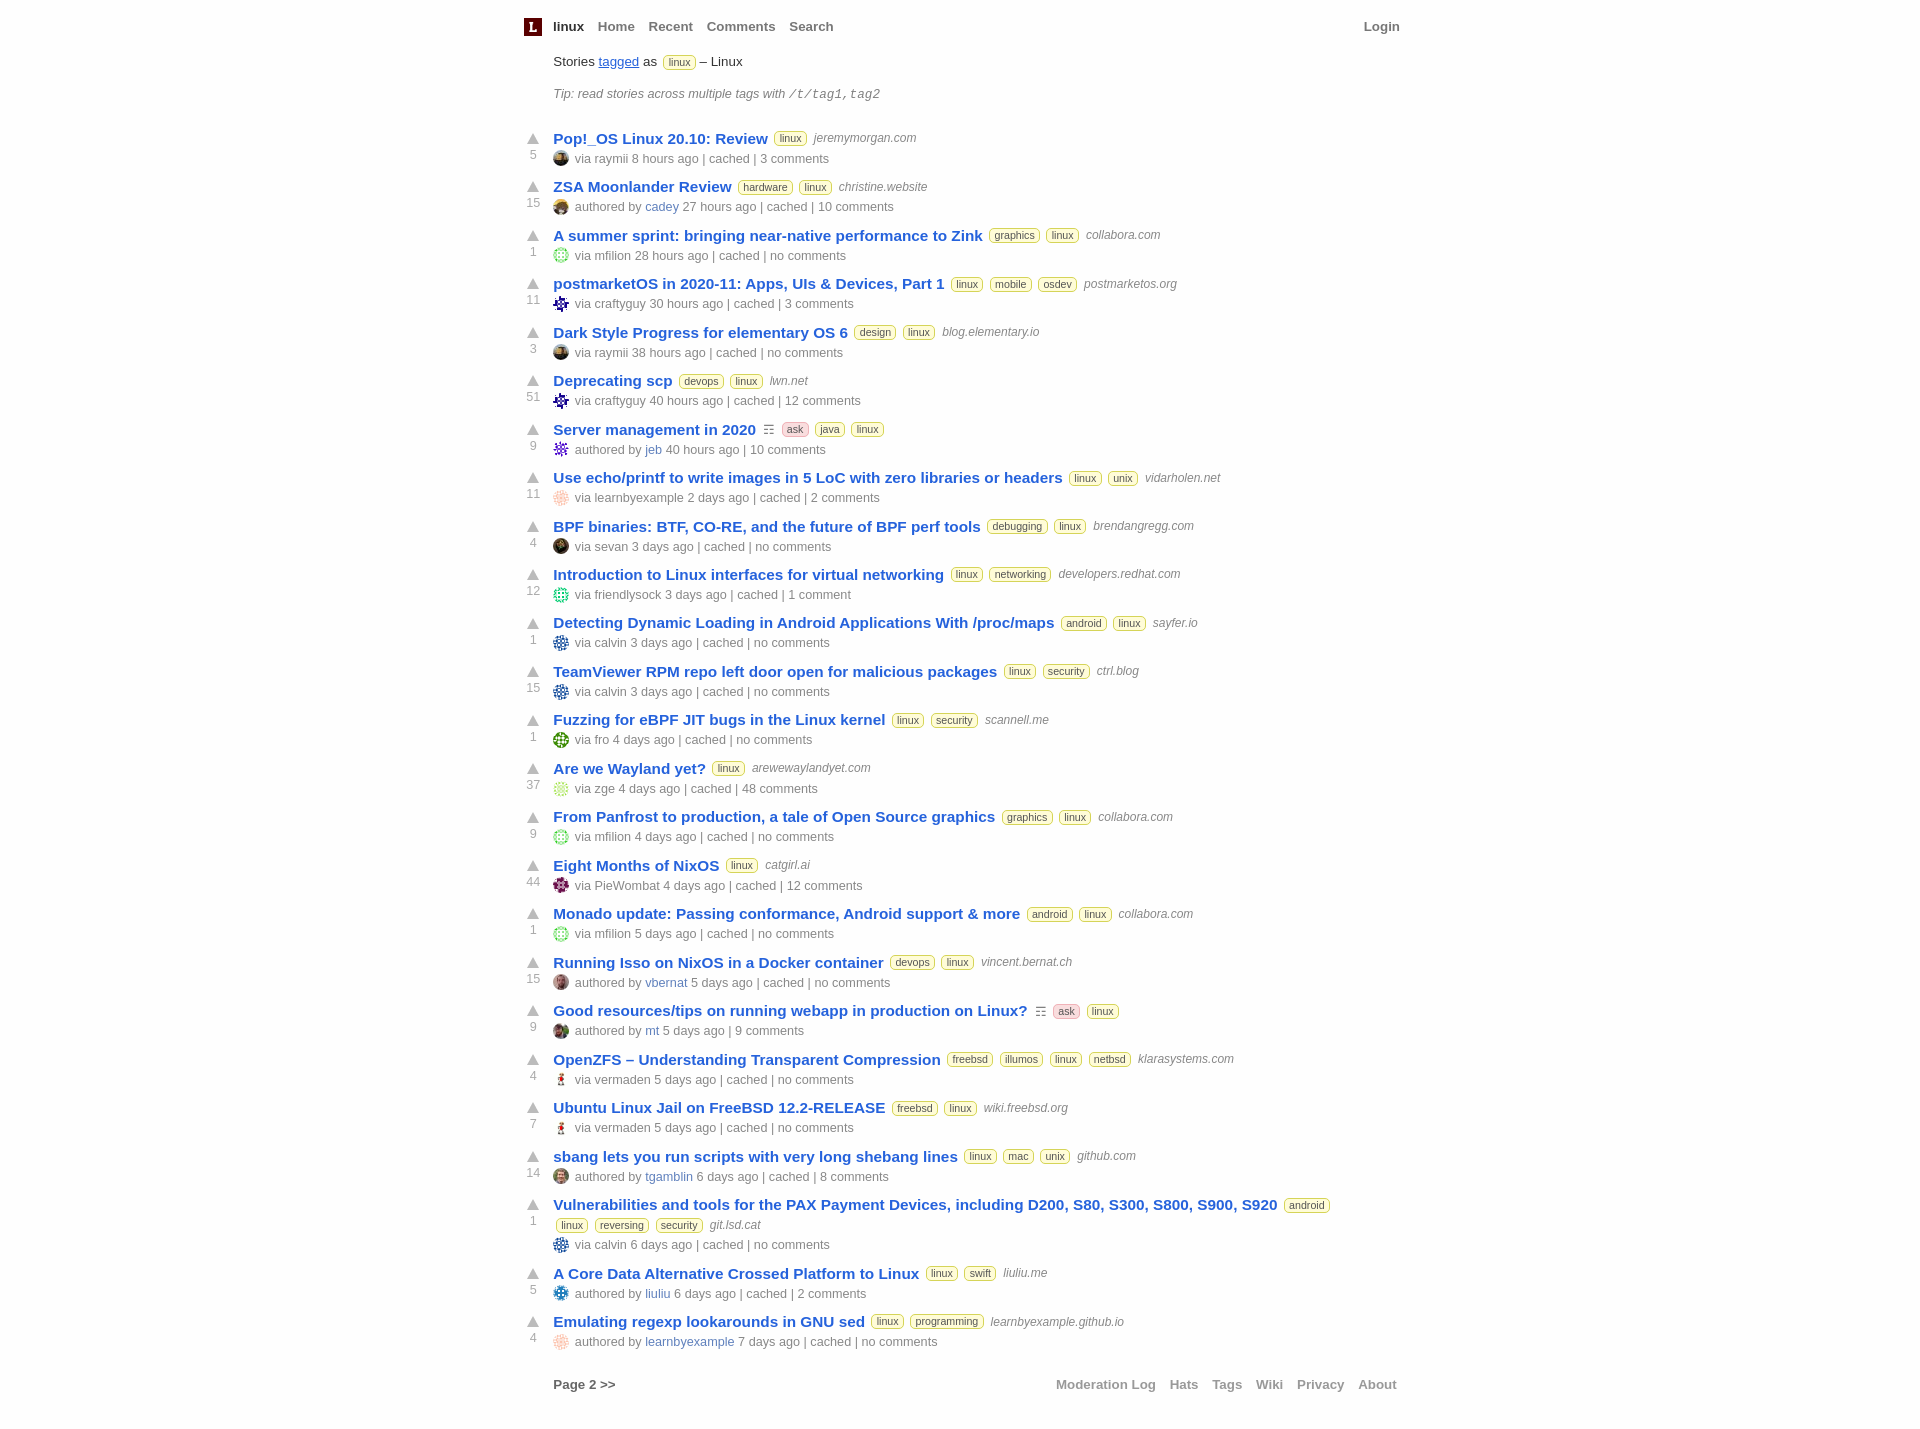 L linux Home Recent Comments Search Login
Stories tagged as linux – Linux
Tip: read stories across multiple tags with /t/tag1,tag2
Pop!_OS Linux 20.10: Review linux jeremymorgan.com
5 via raymii 8 hours ago | cached | 3 comments
ZSA Moonlander Review hardware linux christine.website
15 authored by cadey 27 hours ago | cached | 10 comments
A summer sprint: bringing near-native performance to Zink graphics linux collabora.com
1 via mfilion 28 hours ago | cached | no comments
postmarketOS in 2020-11: Apps, UIs & Devices, Part 1 linux mobile osdev postmarketos.org
11 via craftyguy 30 hours ago | cached | 3 comments
Dark Style Progress for elementary OS 6 design linux blog.elementary.io
3 via raymii 38 hours ago | cached | no comments
Deprecating scp devops linux lwn.net
51 via craftyguy 40 hours ago | cached | 12 comments
Server management in 2020 ☶ ask java linux
9 authored by jeb 40 hours ago | 10 comments
Use echo/printf to write images in 5 LoC with zero libraries or headers linux unix vidarholen.net
11 via learnbyexample 2 days ago | cached | 2 comments
BPF binaries: BTF, CO-RE, and the future of BPF perf tools debugging linux brendangregg.com
4 via sevan 3 days ago | cached | no comments
Introduction to Linux interfaces for virtual networking linux networking developers.redhat.com
12 via friendlysock 3 days ago | cached | 1 comment
Detecting Dynamic Loading in Android Applications With /proc/maps android linux sayfer.io
1 via calvin 3 days ago | cached | no comments
TeamViewer RPM repo left door open for malicious packages linux security ctrl.blog
15 via calvin 3 days ago | cached | no comments
Fuzzing for eBPF JIT bugs in the Linux kernel linux security scannell.me
1 via fro 4 days ago | cached | no comments
Are we Wayland yet? linux arewewaylandyet.com
37 via zge 4 days ago | cached | 48 comments
From Panfrost to production, a tale of Open Source graphics graphics linux collabora.com
9 via mfilion 4 days ago | cached | no comments
Eight Months of NixOS linux catgirl.ai
44 via PieWombat 4 days ago | cached | 12 comments
Monado update: Passing conformance, Android support & more android linux collabora.com
1 via mfilion 5 days ago | cached | no comments
Running Isso on NixOS in a Docker container devops linux vincent.bernat.ch
15 authored by vbernat 5 days ago | cached | no comments
Good resources/tips on running webapp in production on Linux? ☶ ask linux
9 authored by mt 5 days ago | 9 comments
OpenZFS – Understanding Transparent Compression freebsd illumos linux netbsd klarasystems.com
4 via vermaden 5 days ago | cached | no comments
Ubuntu Linux Jail on FreeBSD 12.2-RELEASE freebsd linux wiki.freebsd.org
7 via vermaden 5 days ago | cached | no comments
sbang lets you run scripts with very long shebang lines linux mac unix github.com
14 authored by tgamblin 6 days ago | cached | 8 comments
Vulnerabilities and tools for the PAX Payment Devices, including D200, S80, S300, S800, S900, S920 android
1 linux reversing security git.lsd.cat
via calvin 6 days ago | cached | no comments
A Core Data Alternative Crossed Platform to Linux linux swift liuliu.me
5 authored by liuliu 6 days ago | cached | 2 comments
Emulating regexp lookarounds in GNU sed linux programming learnbyexample.github.io
4 authored by learnbyexample 7 days ago | cached | no comments
Page 2 >> Moderation Log Hats Tags Wiki Privacy About